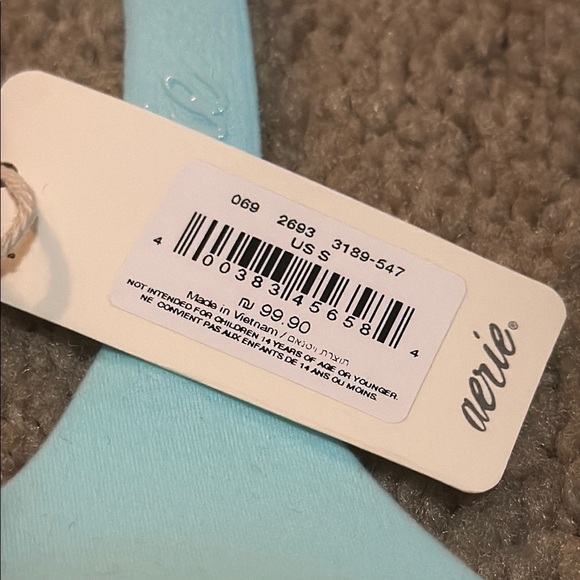 069 2693 3189-547
US S
4 00383 45658 4
₪ 99.90
Made in Vietnam / תוצרת וייטנאם
NOT INTENDED FOR CHILDREN 14 YEARS OF AGE OR YOUNGER.
NE CONVIENT PAS AUX ENFANTS DE 14 ANS OU MOINS.
aerie®